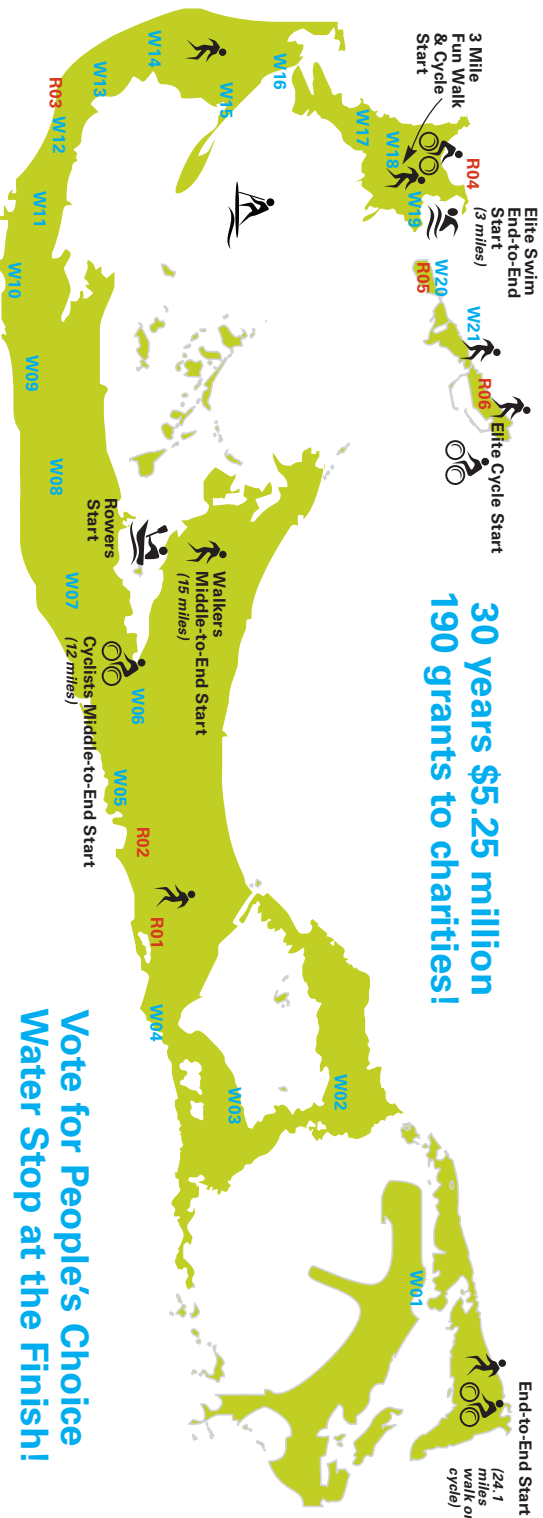 3 Mile
Fun Walk
& Cycle
Start
Elite Swim
End-to-End
Start
(3 miles)
Elite Cycle Start
30 years $5.25 million
190 grants to charities!
End-to-End Start
(24.1
miles
cycle)
Walkers
Middle-to-End Start
(15 miles)
Rowers
Start
Cyclists Middle-to-End Start
(12 miles)
Vote for People's Choice
Water Stop at the Finish!
R04
W16
W14
W15
W13
R03
W12
W11
W10
W09
W08
W07
W06
W05
R02
R01
W04
W03
W02
W01
W17
W18
W19
W20
R05
W21
R06